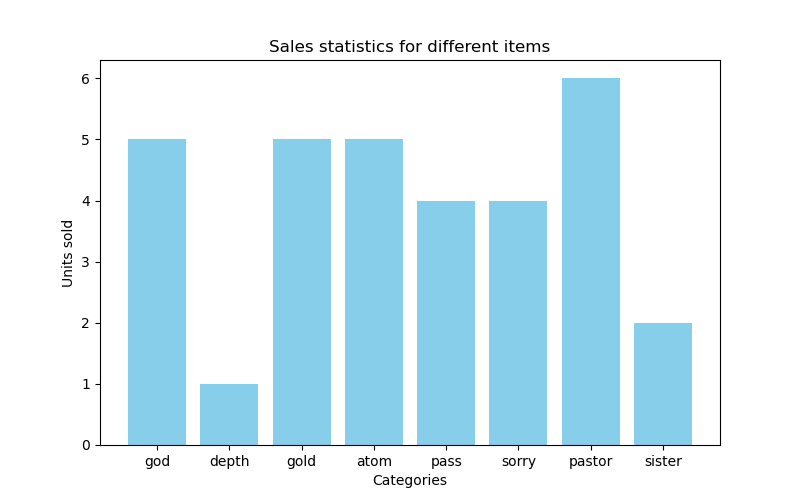 Sales statistics for different items
6
5
4
3
2
1
0
Units sold
god depth gold atom pass sorry pastor sister
Categories